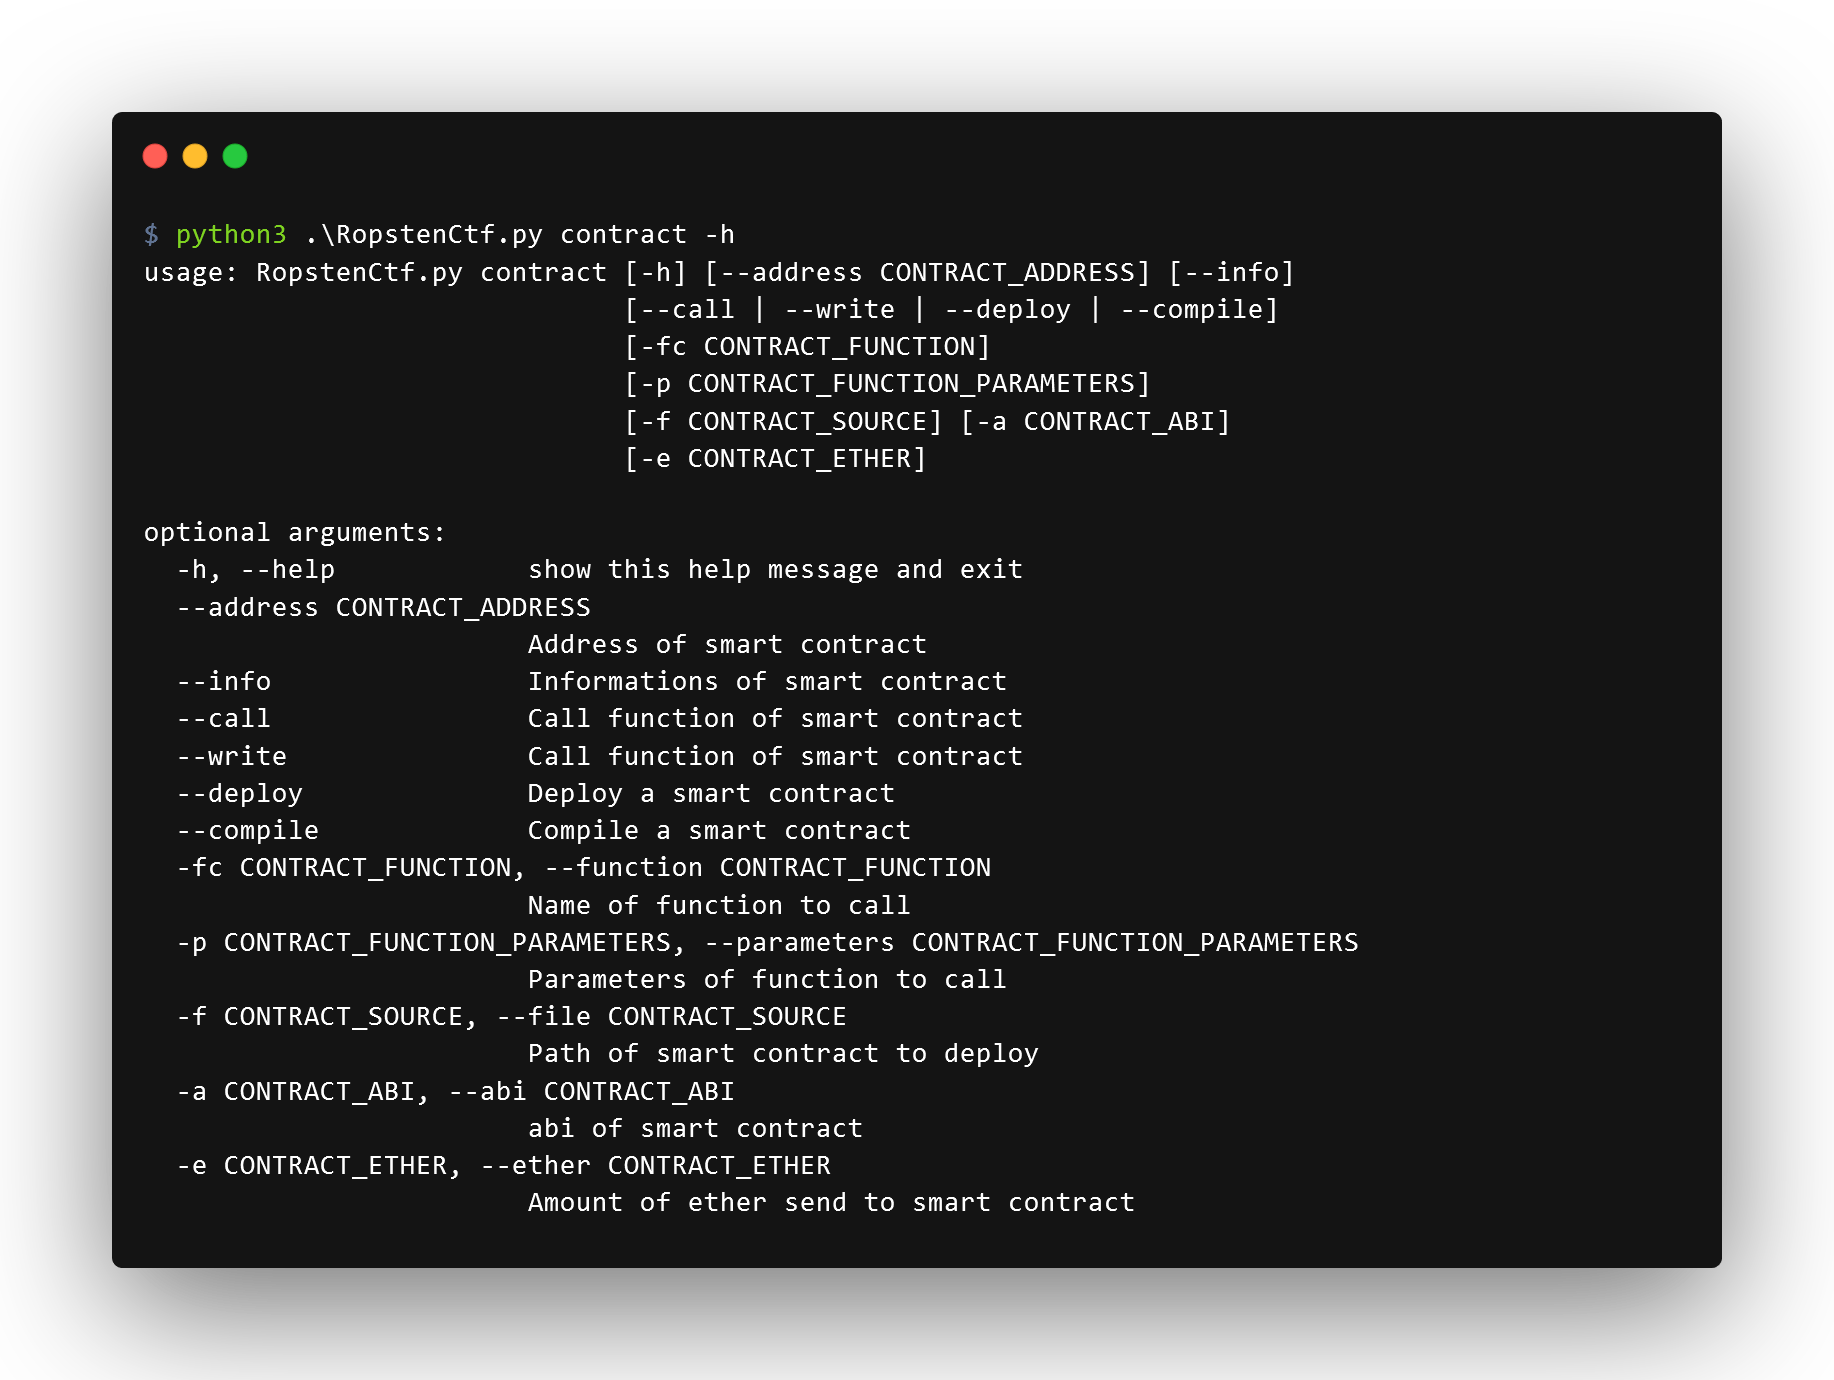 $ python3 .\RopstenCtf.py contract -h
usage: RopstenCtf.py contract [-h] [--address CONTRACT_ADDRESS] [--info]
                              [--call | --write | --deploy | --compile]
                              [-fc CONTRACT_FUNCTION]
                              [-p CONTRACT_FUNCTION_PARAMETERS]
                              [-f CONTRACT_SOURCE] [-a CONTRACT_ABI]
                              [-e CONTRACT_ETHER]

optional arguments:
  -h, --help            show this help message and exit
  --address CONTRACT_ADDRESS
                        Address of smart contract
  --info                Informations of smart contract
  --call                Call function of smart contract
  --write               Call function of smart contract
  --deploy              Deploy a smart contract
  --compile             Compile a smart contract
  -fc CONTRACT_FUNCTION, --function CONTRACT_FUNCTION
                        Name of function to call
  -p CONTRACT_FUNCTION_PARAMETERS, --parameters CONTRACT_FUNCTION_PARAMETERS
                        Parameters of function to call
  -f CONTRACT_SOURCE, --file CONTRACT_SOURCE
                        Path of smart contract to deploy
  -a CONTRACT_ABI, --abi CONTRACT_ABI
                        abi of smart contract
  -e CONTRACT_ETHER, --ether CONTRACT_ETHER
                        Amount of ether send to smart contract